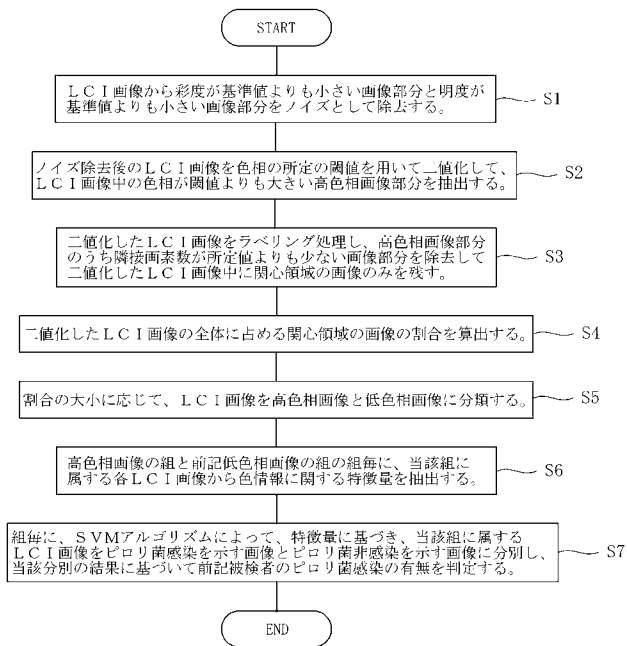 START
ＬＣＩ画像から彩度が基準値よりも小さい画像部分と明度が
基準値よりも小さい画像部分をノイズとして除去する。
S1
ノイズ除去後のＬＣＩ画像を色相の所定の閾値を用いて二値化して、
ＬＣＩ画像中の色相が閾値よりも大きい高色相画像部分を抽出する。
S2
二値化したＬＣＩ画像をラベリング処理し、高色相画像部分
のうち隣接画素数が所定値よりも少ない画像部分を除去して
二値化したＬＣＩ画像中に関心領域の画像のみを残す。
S3
二値化したＬＣＩ画像の全体に占める関心領域の画像の割合を算出する。
S4
割合の大小に応じて、ＬＣＩ画像を高色相画像と低色相画像に分類する。
S5
高色相画像の組と前記低色相画像の組の組毎に、当該組に
属する各ＬＣＩ画像から色情報に関する特徴量を抽出する。
S6
組毎に、ＳＶＭアルゴリズムによって、特徴量に基づき、当該組に属する
ＬＣＩ画像をピロリ菌感染を示す画像とピロリ菌非感染を示す画像に分別し、
当該分別の結果に基づいて前記被検者のピロリ菌感染の有無を判定する。
S7
END